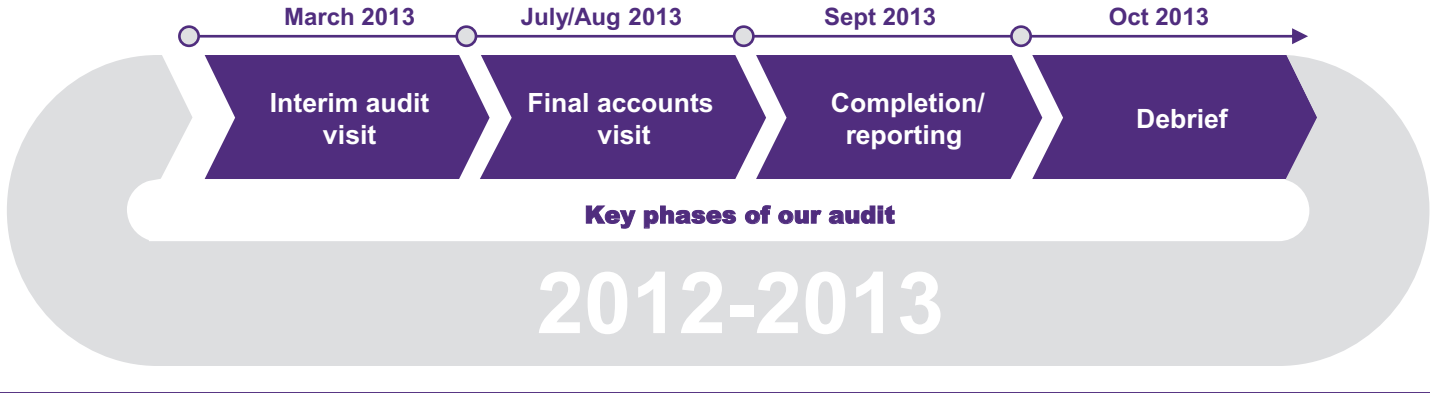 March 2013
July/Aug 2013
Sept 2013
Oct 2013
Interim audit
visit
Final accounts
visit
Completion/
reporting
Debrief
Key phases of our audit
2012-2013